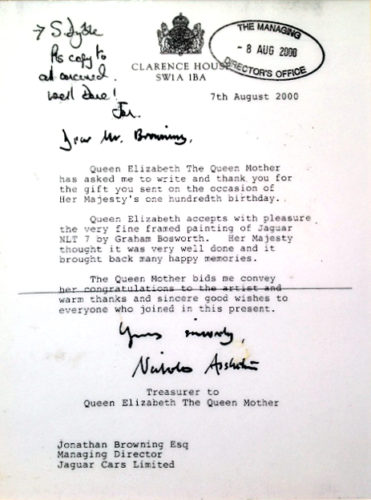 → S Dyble
Pls copy to
all concerned.
well done!
CLARENCE HOUSE
SW1A 1BA
THE MANAGING
- 8 AUG 2000
DIRECTOR'S OFFICE
7th August 2000
Dear Mr. Browning,
Queen Elizabeth The Queen Mother
has asked me to write and thank you for
the gift you sent on the occasion of
Her Majesty's one hundredth birthday.
Queen Elizabeth accepts with pleasure
the very fine framed painting of Jaguar
NLT 7 by Graham Bosworth. Her Majesty
thought it was very well done and it
brought back many happy memories.
The Queen Mother bids me convey
her congratulations to the artist and
warm thanks and sincere good wishes to
everyone who joined in this present.
Yours sincerely,
Nicholas Assheton
Treasurer to
Queen Elizabeth The Queen Mother
Jonathan Browning Esq
Managing Director
Jaguar Cars Limited